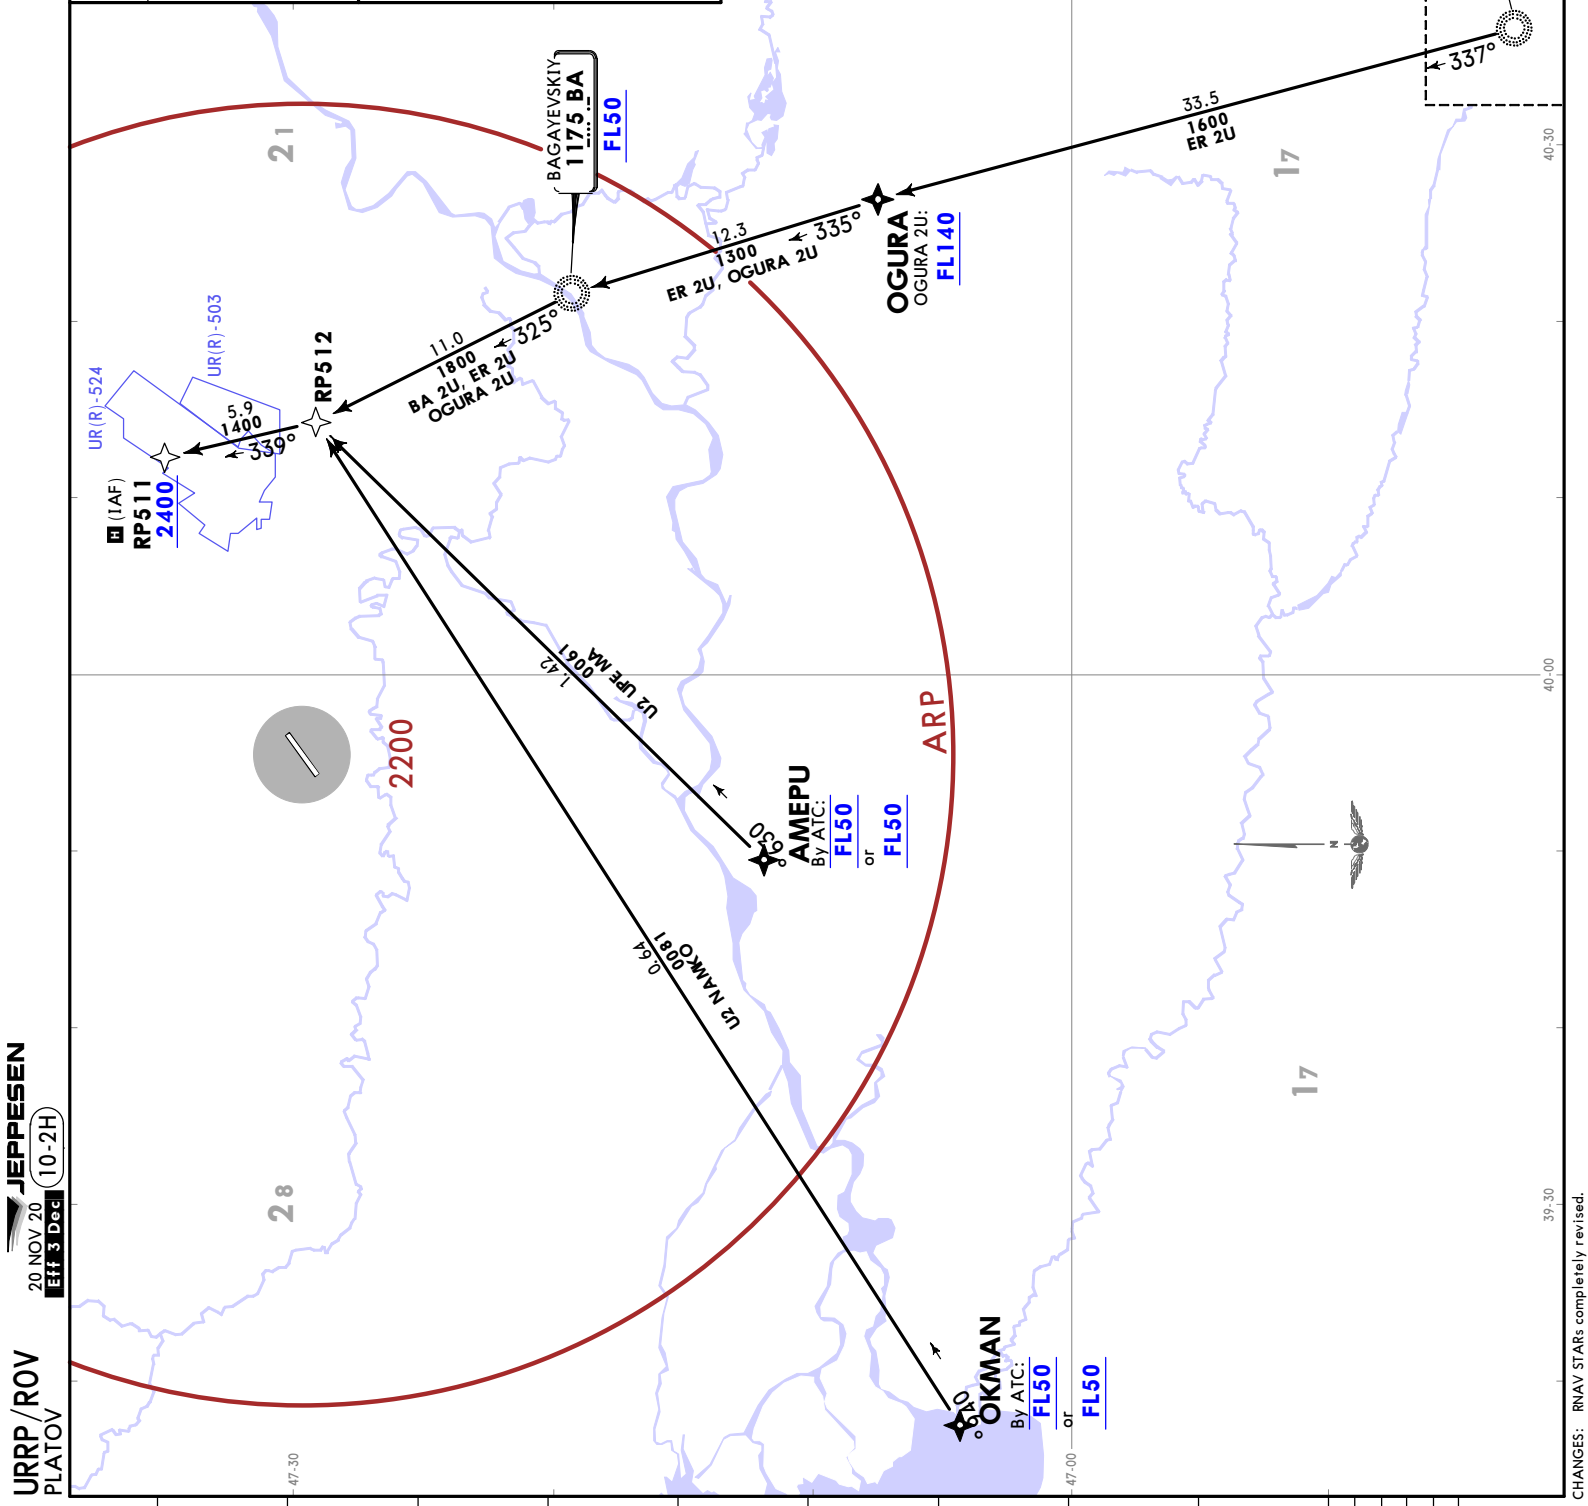 URRP/ROV
PLATOV
JEPPESEN
20 NOV 20
10-2H
Eff 3 Dec
21
28
17
17
BAGAYEVSKIY
1175 BA
FL50
337°
33.5
1600
ER 2U
OGURA
OGURA 2U:
FL140
335°
12.3
1300
ER 2U, OGURA 2U
325°
11.0
1800
BA 2U, ER 2U
OGURA 2U
RP512
339°
5.9
1400
UR(R)-524
UR(R)-503
H (IAF)
RP511
2400
2200
ARP
1.42
0061
U2 UPE MA
630°
AMEPU
By ATC:
FL50
or
FL50
0.64
0081
U2 NAMKO
640°
OKMAN
By ATC:
FL50
or
FL50
N
40-30
40-00
39-30
47-30
47-00
CHANGES: RNAV STARs completely revised.